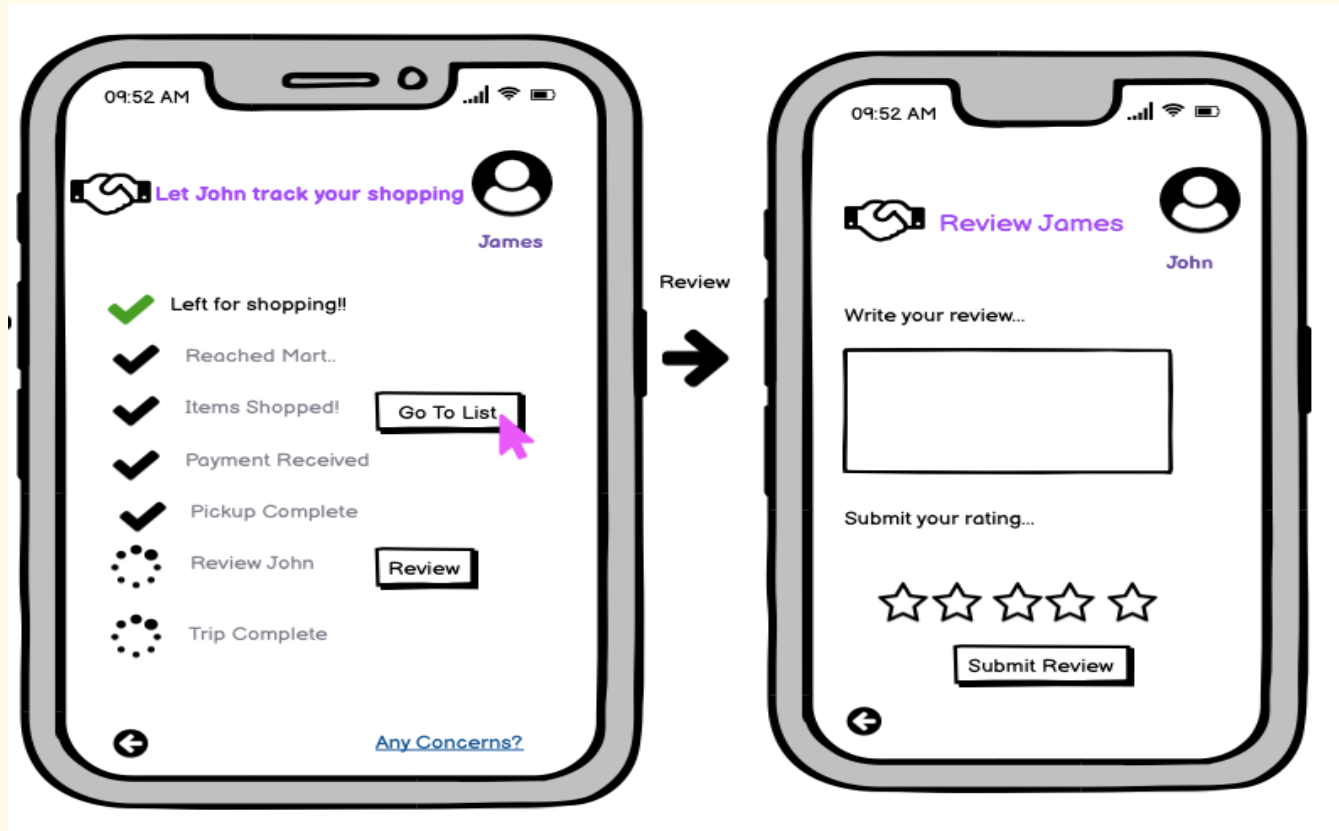 09:52 AM
Let John track your shopping
James
Left for shopping!!
Reached Mart..
Items Shopped!
Go To List
Payment Received
Pickup Complete
Review John
Review
Trip Complete
Any Concerns?
Review
09:52 AM
Review James
John
Write your review...
Submit your rating...
Submit Review